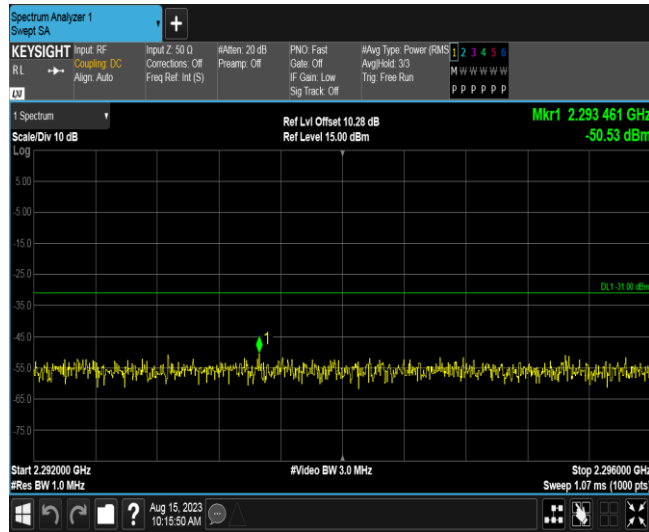 Spectrum Analyzer 1
Swept SA
KEYSIGHT
RL
LXI
Input: RF
Coupling: DC
Align: Auto
Input Z: 50 Ω
Corrections: Off
Freq Ref: Int (S)
#Atten: 20 dB
Preamp: Off
PNO: Fast
Gate: Off
IF Gain: Low
Sig Track: Off
#Avg Type: Power (RMS
Avg|Hold: 3/3
Trig: Free Run
1 2 3 4 5 6
M W W W W W
P P P P P P
1 Spectrum
Scale/Div 10 dB
Log
Ref Lvl Offset 10.28 dB
Ref Level 15.00 dBm
Mkr1 2.293 461 GHz
-50.53 dBm
5.00
-5.00
-15.0
-25.0
DL1 -31.00 dBm
-35.0
-45.0
1
-55.0
-65.0
-75.0
Start 2.292000 GHz
#Res BW 1.0 MHz
#Video BW 3.0 MHz
Stop 2.296000 GHz
Sweep 1.07 ms (1000 pts)
?
Aug 15, 2023
10:15:50 AM